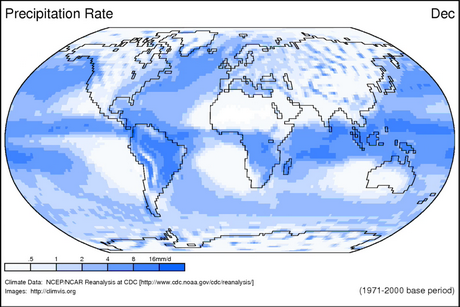 Precipitation Rate
Dec
.5 1 2 4 8 16mm/d
Climate Data: NCEP/NCAR Reanalysis at CDC [http://www.cdc.noaa.gov/cdc/reanalysis/]
Images: http://climvis.org
(1971-2000 base period)